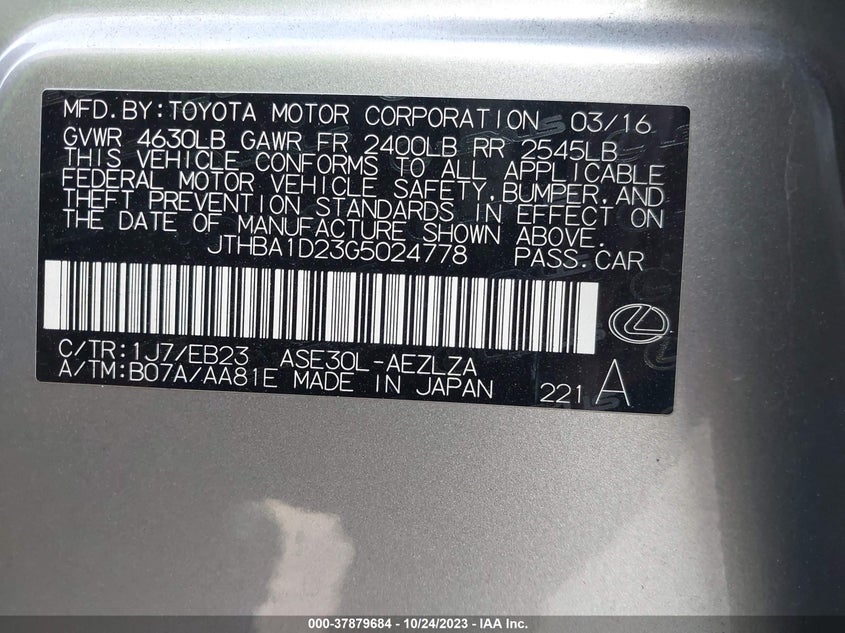 MFD.BY:TOYOTA MOTOR CORPORATION 03/16
GVWR 4630LB GAWR FR 2400LB RR 2545LB
THIS VEHICLE CONFORMS TO ALL APPLICABLE
FEDERAL MOTOR VEHICLE SAFETY,BUMPER,AND
THEFT PREVENTION STANDARDS IN EFFECT ON
THE DATE OF MANUFACTURE SHOWN ABOVE.
JTHBA1D23G5024778 PASS.CAR
C/TR:1J7/EB23 ASE30L-AEZLZA
A/TM:B07A/AA81E MADE IN JAPAN 221 A
000-37879684 - 10/24/2023 - IAA Inc.